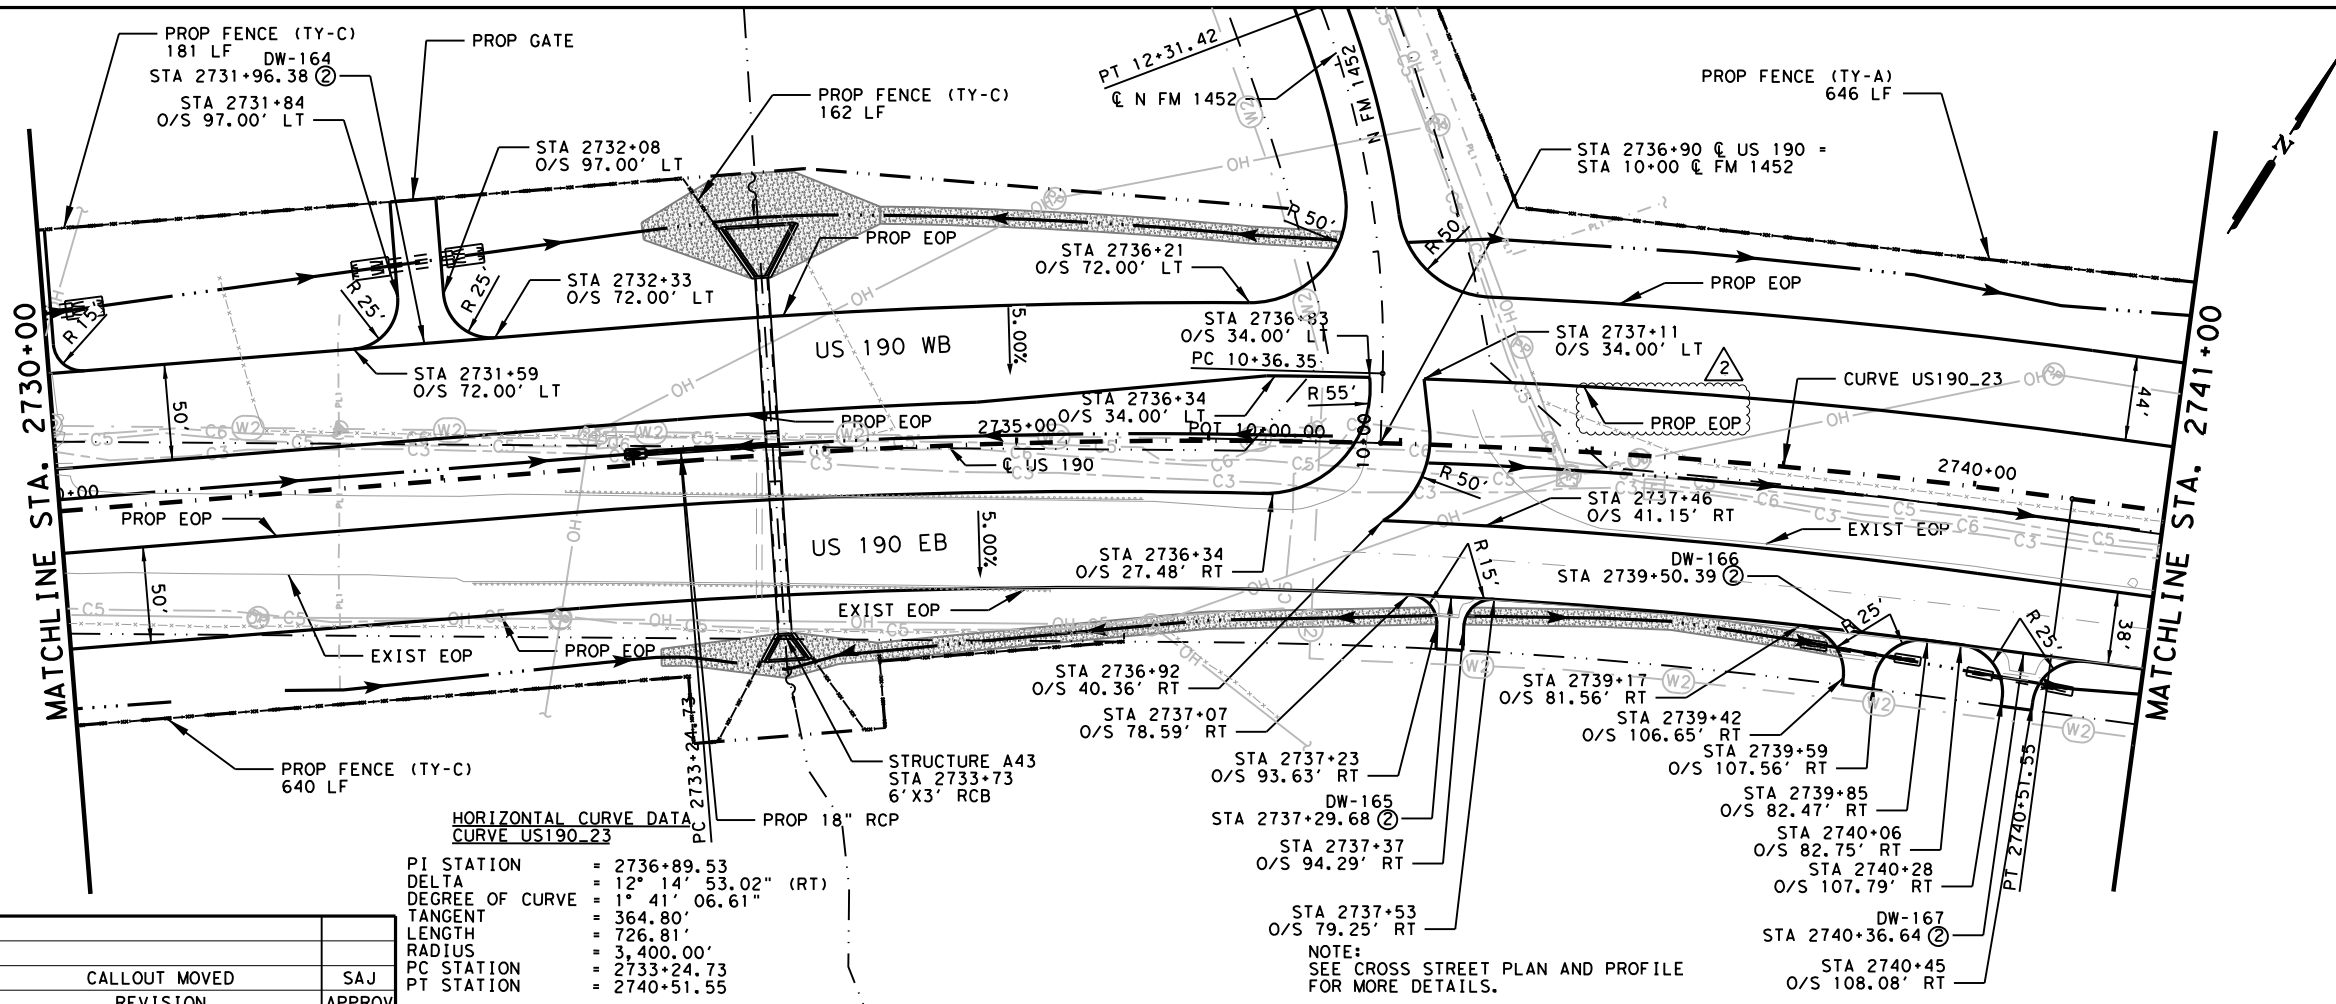 PROP FENCE (TY-C)
181 LF
DW-164
STA 2731+96.38 2
STA 2731+84
O/S 97.00' LT
PROP GATE
STA 2732+08
O/S 97.00' LT
PROP FENCE (TY-C)
162 LF
PT 12+31.42
℄ N FM 1452
N FM 1452
PROP FENCE (TY-A)
646 LF
STA 2736+90 ℄ US 190 =
STA 10+00 ℄ FM 1452
N
R 15'
R 25'
R 25'
STA 2732+33
O/S 72.00' LT
PROP EOP
STA 2736+21
O/S 72.00' LT
R 50'
R 50'
PROP EOP
STA 2731+59
O/S 72.00' LT
US 190 WB
5.00%
STA 2736+83
O/S 34.00' LT
PC 10+36.35
STA 2737+11
O/S 34.00' LT
2
CURVE US190_23
44'
MATCHLINE STA. 2730+00
MATCHLINE STA. 2741+00
50'
PROP EOP
STA 2736+34
O/S 34.00' LT
R 55'
PROP EOP
2735+00
POT 10+00.00
10+00
℄ US 190
2740+00
R 50'
STA 2737+46
O/S 41.15' RT
EXIST EOP
PROP EOP
50'
US 190 EB
5.00%
STA 2736+34
O/S 27.48' RT
R 15'
DW-166
STA 2739+50.39 2
R 25'
R 25'
38'
EXIST EOP
EXIST EOP
PROP EOP
STA 2736+92
O/S 40.36' RT
STA 2737+07
O/S 78.59' RT
STA 2739+17
O/S 81.56' RT
STA 2739+42
O/S 106.65' RT
STA 2739+59
O/S 107.56' RT
STA 2739+85
O/S 82.47' RT
STA 2740+06
O/S 82.75' RT
STA 2740+28
O/S 107.79' RT
DW-167
STA 2740+36.64 2
STA 2740+45
O/S 108.08' RT
PT 2740+51.55
STA 2737+23
O/S 93.63' RT
DW-165
STA 2737+29.68 2
STA 2737+37
O/S 94.29' RT
STA 2737+53
O/S 79.25' RT
NOTE:
SEE CROSS STREET PLAN AND PROFILE
FOR MORE DETAILS.
PROP FENCE (TY-C)
640 LF
PC 2733+24.73
STRUCTURE A43
STA 2733+73
6'X3' RCB
PROP 18" RCP
HORIZONTAL CURVE DATA
CURVE US190_23
PI STATION = 2736+89.53
DELTA = 12° 14' 53.02" (RT)
DEGREE OF CURVE = 1° 41' 06.61"
TANGENT = 364.80'
LENGTH = 726.81'
RADIUS = 3,400.00'
PC STATION = 2733+24.73
PT STATION = 2740+51.55
CALLOUT MOVED SAJ
REVISION APPROV